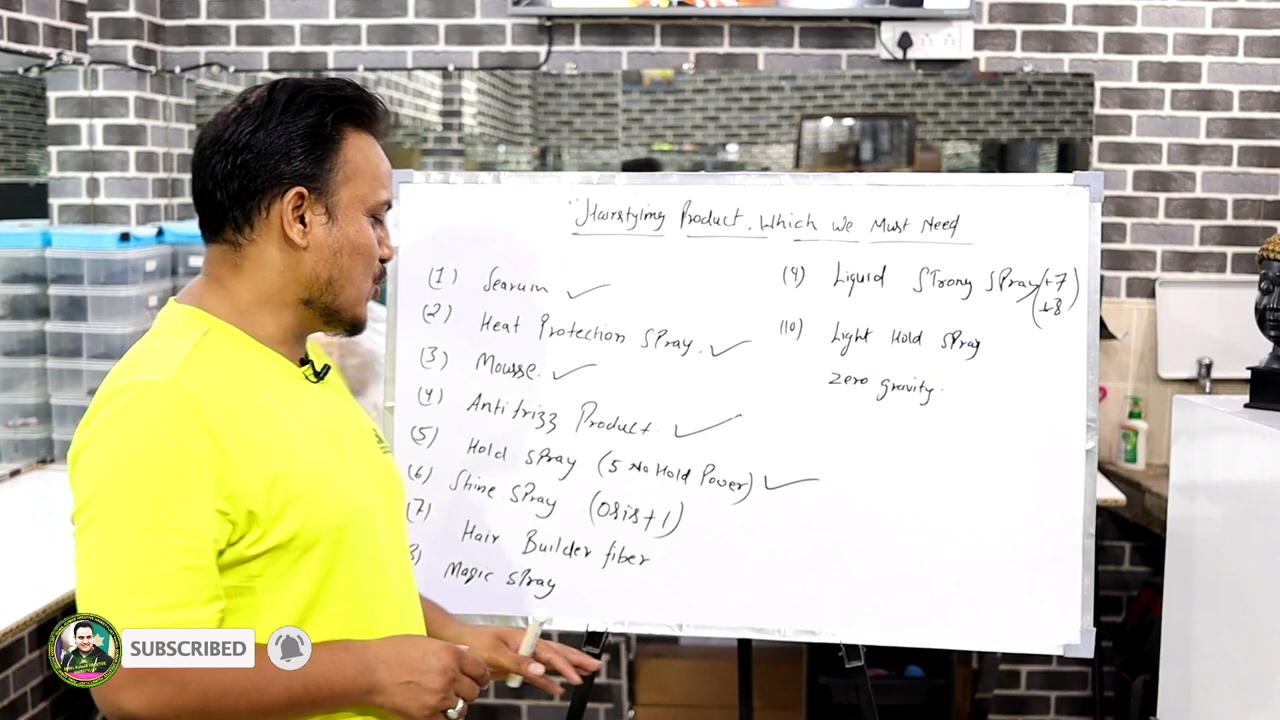 "Hairstyling Product, Which We Must Need
(1) Searum
(2) Heat Protection Spray.
(3) Mousse.
(4) Antifrizz Product.
(5) Hold Spray (5 No Hold Power)
(6) Shine Spray (Osis+1)
(7) Hair Builder fiber
8) Magic Spray
(9) Liquid Strong Spray (+7
(+8)
(10) Light Hold Spray
Zero gravity.
SUBSCRIBED